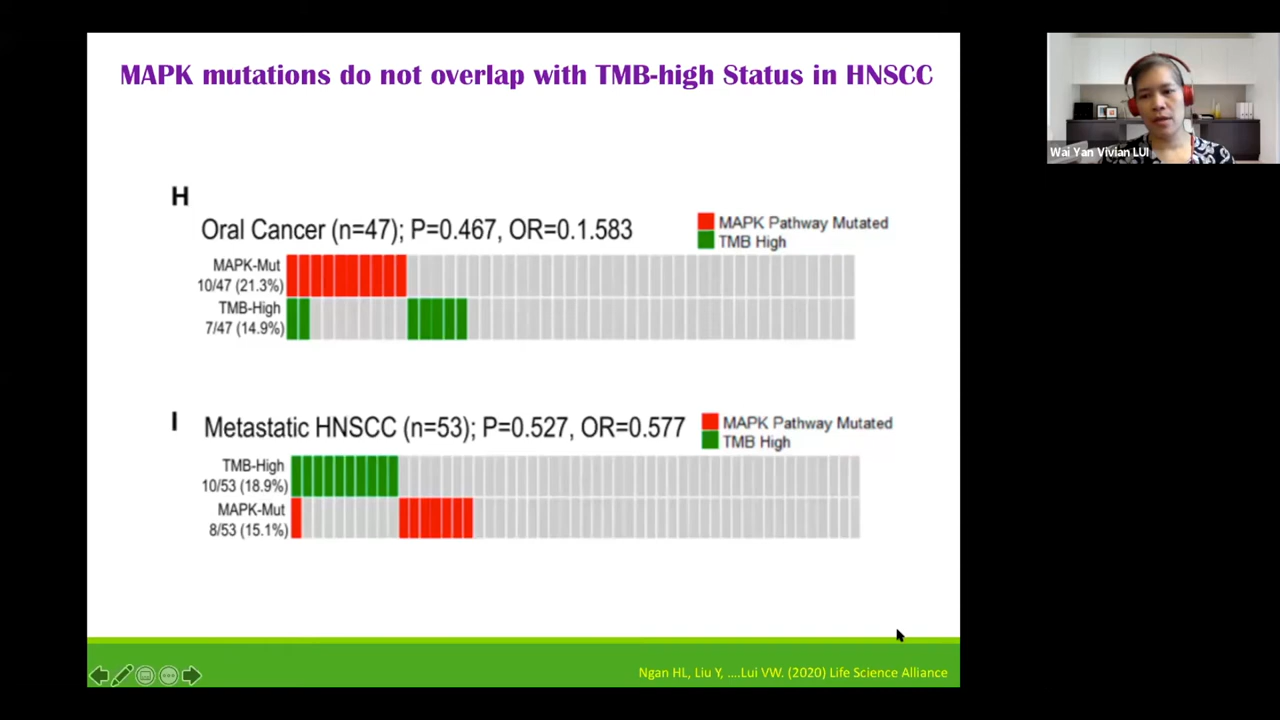 MAPK mutations do not overlap with TMB-high Status in HNSCC
Wai Yan Vivian LUI
H
Oral Cancer (n=47); P=0.467, OR=0.1.583
MAPK Pathway Mutated
TMB High
MAPK-Mut
10/47 (21.3%)
TMB-High
7/47 (14.9%)
I
Metastatic HNSCC (n=53); P=0.527, OR=0.577
MAPK Pathway Mutated
TMB High
TMB-High
10/53 (18.9%)
MAPK-Mut
8/53 (15.1%)
Ngan HL, Liu Y, ....Lui VW. (2020) Life Science Alliance